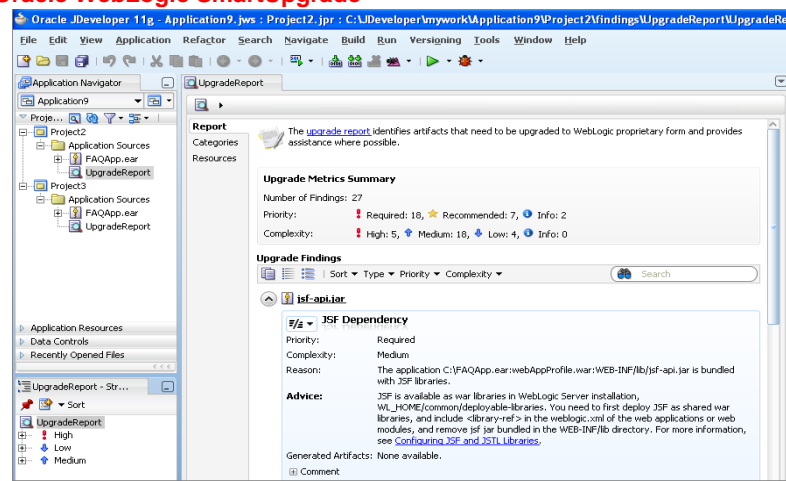 Oracle WebLogic SmartUpgrade
Oracle JDeveloper 11g - Application9.jws : Project2.jpr : C:\JDeveloper\mywork\Application9\Project2\findings\UpgradeReport\UpgradeRe
File Edit View Application Refactor Search Navigate Build Run Versioning Tools Window Help
Application Navigator
UpgradeReport
Application9
Proje...
Project2
Application Sources
FAQApp.ear
UpgradeReport
Project3
Application Sources
FAQApp.ear
UpgradeReport
Application Resources
Data Controls
Recently Opened Files
UpgradeReport - Str...
Sort
UpgradeReport
High
Low
Medium
Report
Categories
Resources
The upgrade report identifies artifacts that need to be upgraded to WebLogic proprietary form and provides
assistance where possible.
Upgrade Metrics Summary
Number of Findings: 27
Priority: Required: 18, Recommended: 7, Info: 2
Complexity: High: 5, Medium: 18, Low: 4, Info: 0
Upgrade Findings
Sort Type Priority Complexity Search
jsf-api.jar
JSF Dependency
Priority: Required
Complexity: Medium
Reason: The application C:\FAQApp.ear:webAppProfile.war:WEB-INF/lib/jsf-api.jar is bundled
with JSF libraries.
Advice: JSF is available as war libraries in WebLogic Server installation,
WL_HOME/common/deployable-libraries. You need to first deploy JSF as shared war
libraries, and include <library-ref> in the weblogic.xml of the web applications or web
modules, and remove jsf jar bundled in the WEB-INF/lib directory. For more information,
see Configuring JSF and JSTL Libraries.
Generated Artifacts: None available.
Comment